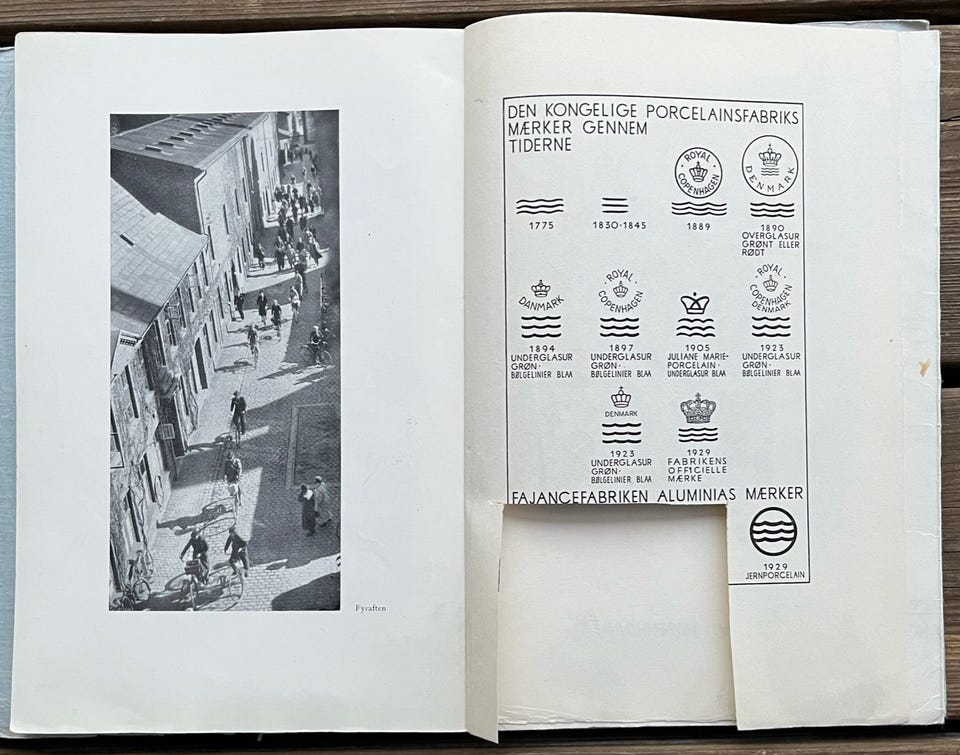 Fyraften
DEN KONGELIGE PORCELAINSFABRIKS
MÆRKER GENNEM
TIDERNE
1775
1830-1845
ROYAL
COPENHAGEN
1889
DENMARK
1890
OVERGLASUR
GRØNT ELLER
RØDT
DANMARK
1894
UNDERGLASUR
GRØN·
BØLGELINIER BLAA
ROYAL
COPENHAGEN
1897
UNDERGLASUR
GRØN·
BØLGELINIER BLAA
1905
JULIANE MARIE-
PORCELAIN·
UNDERGLASUR BLAA
ROYAL
COPENHAGEN
DENMARK
1923
UNDERGLASUR
GRØN·
BØLGELINIER BLAA
DENMARK
1923
UNDERGLASUR
GRØN·
BØLGELINIER BLAA
1929
FABRIKENS
OFFICIELLE
MÆRKE
FAJANCEFABRIKEN ALUMINIAS MÆRKER
1929
JERNPORCELAIN